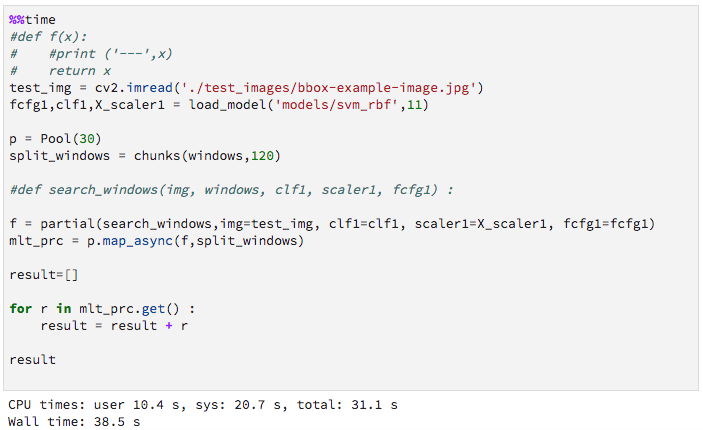 %%time
#def f(x):
#    #print ('---',x)
#    return x
test_img = cv2.imread('./test_images/bbox-example-image.jpg')
fcfg1,clf1,X_scaler1 = load_model('models/svm_rbf',11)
p = Pool(30)
split_windows = chunks(windows,120)
#def search_windows(img, windows, clf1, scaler1, fcfg1) :
f = partial(search_windows,img=test_img, clf1=clf1, scaler1=X_scaler1, fcfg1=fcfg1)
mlt_prc = p.map_async(f,split_windows)
result=[]
for r in mlt_prc.get() :
    result = result + r
result
CPU times: user 10.4 s, sys: 20.7 s, total: 31.1 s
Wall time: 38.5 s